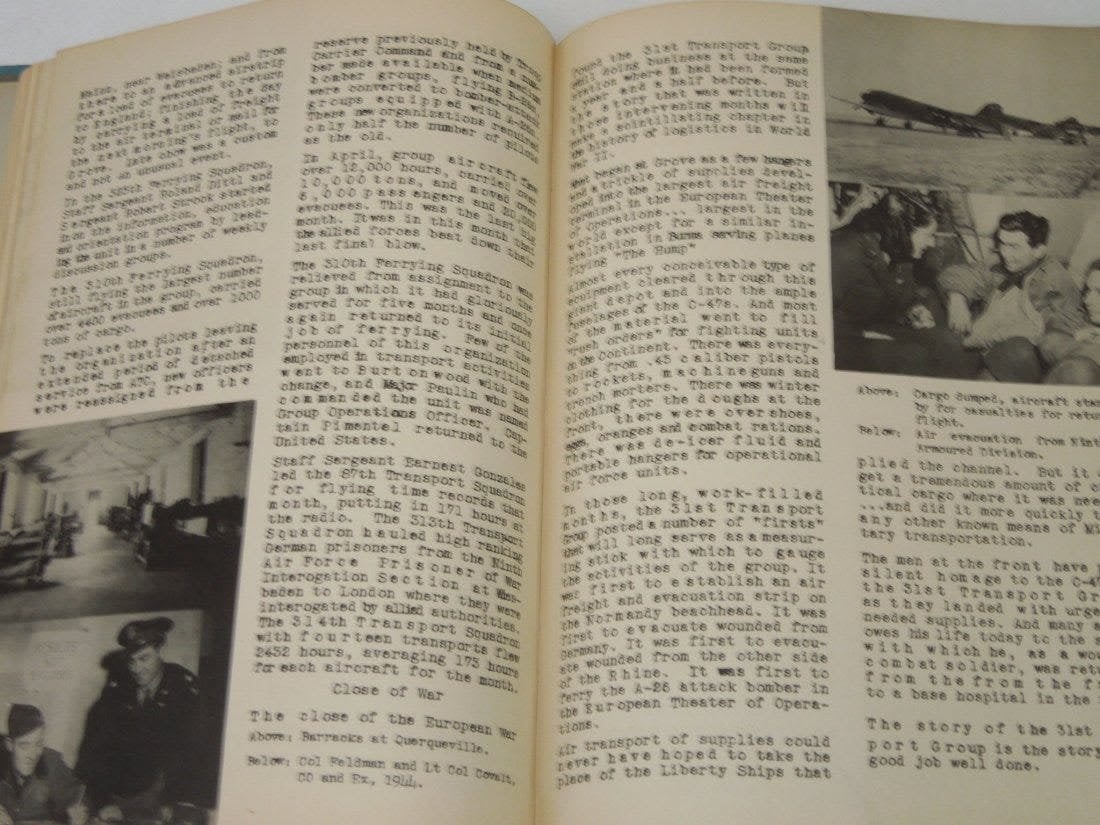 Maint, near Weisbaden; and from
there to an advanced airstrip
for a load of evacuees to return
to England; finishing the day
by carrying a load of freight
to the air terminal or mail for
the next morning's flight, to
Grove. Late chow was a custom
and not an unusual event.
In the 325th Ferrying Squadron,
Staff Sergeant Roland Dittl and
Sergeant Robert Strook assisted
in the information, education
and orientation program by lead-
ing the unit in a number of weekly
discussion groups.
The 310th Ferrying Squadron,
still flying the largest number
of aircraft in the group, carried
over 4400 evacuees and over 1000
tons of cargo.
To replace the pilots leaving
the organization after an
extended period of detached
service from ATC, new officers
were reassigned from the
reserve previously held by Troop
Carrier Command and from a num-
ber made available when medium
bomber groups, flying B-26s
were converted to bomber-attack
groups equipped with A-26s.
These new organizations required
only half the number of pilots
as the old.
In April, group aircraft flew
over 12,000 hours, carried over
10,000 tons, and moved over
6,000 passengers and 20,000
evacuees. This was the last big
month. It was in this month that
the allied forces beat down their
last final blow.
The 310th Ferrying Squadron was
relieved from assignment to the
group in which it had gloriously
served for five months and once
again returned to its initial
job of ferrying. Few of the
personnel of this organization
employed in transport activities
went to Burtonwood with the
change, and Major Paulin who had
commanded the unit was named
Group Operations Officer. Cap-
tain Pimentel returned to the
United States.
Staff Sergeant Earnest Gonzales
led the 87th Transport Squadron
for flying time records that
month, putting in 171 hours at
the radio. The 313th Transport
Squadron hauled high ranking
German prisoners from the Ninth
Air Force Prisoner of War
Interogation Section at Wies-
baden to London where they were
interogated by allied authorities.
The 314th Transport Squadron
with fourteen transports flew
2452 hours, averaging 175 hours
for each aircraft for the month.
Close of War
The close of the European War
Above: Barracks at Querqueville.
Below: Col Feldman and Lt Col Covalt,
CO and Ex, 1944.
found the 31st Transport Group
still doing business at the same
operation where it had been formed
a year and a half before. But
the story that was written in
those intervening months will
make a scintillating chapter in
the history of logistics in World
War II.
What began at Grove as a few hangers
and a trickle of supplies devel-
oped into the largest air freight
terminal in the European Theater
of Operations... largest in the
world except for a similar in-
stallation in Burma serving planes
flying "The Hump"
Almost every conceivable type of
equipment cleared through this
giant depot and into the ample
fuselages of the C-47s. And most
of the material went to fill
"rush orders" for fighting units
on the Continent. There was every-
thing from .45 caliber pistols
to rockets, machineguns and
trench morters. There was winter
clothing for the doughs at the
front, there were overshoes,
eggs, oranges and combat rations.
There was de-icer fluid and
portable hangers for operational
air force units.
In those long, work-filled
months, the 31st Transport
Group posted a number of "firsts"
that will long serve as a measur-
ing stick with which to gauge
the activities of the group. It
was first to establish an air
freight and evacuation strip on
the Normandy beachhead. It was
first to evacuate wounded from
Germany. It was first to evacu-
ate wounded from the other side
of the Rhine. It was first to
ferry the A-26 attack bomber in
the European Theater of Opera-
tions.
Air transport of supplies could
never have hoped to take the
place of the Liberty Ships that
Above: Cargo dumped, aircraft stand
by for casualties for return
flight.
Below: Air evacuation from Ninth
Armoured Division.
plied the channel. But it
get a tremendous amount of
tical cargo where it was nee
...and did it more quickly t
any other known means of Mi
tary transportation.
The men at the front have
silent homage to the C-47
the 31st Transport Gr
as they landed with urge
needed supplies. And many
owes his life today to the s
with which he, as a wou
combat soldier, was retu
from the from the f
to a base hospital in the
The story of the 31st
port Group is the story
good job well done.